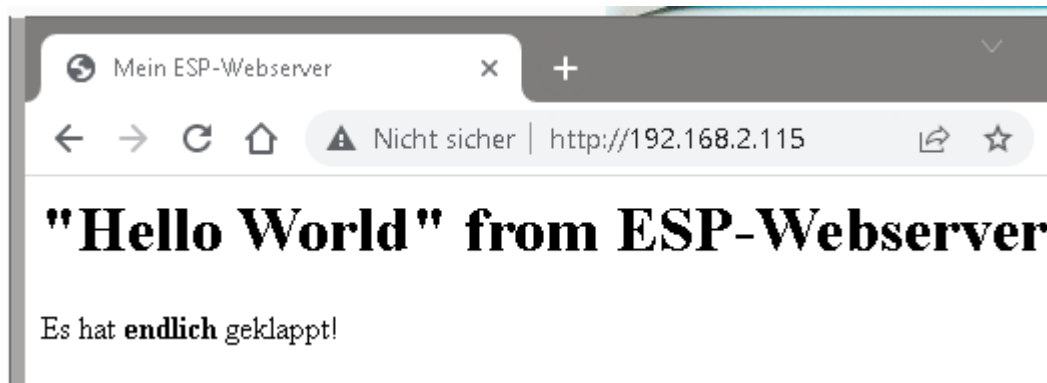 Mein ESP-Webserver
Nicht sicher | http://192.168.2.115
"Hello World" from ESP-Webserver
Es hat endlich geklappt!